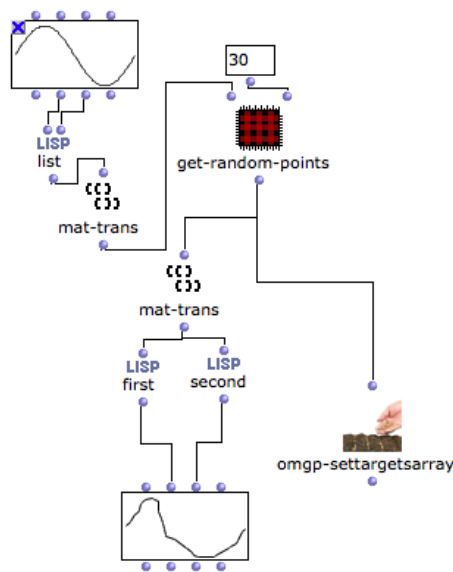 30
LISP
list
get-random-points
mat-trans
mat-trans
LISP
LISP
first
second
omgp-settargetsarray